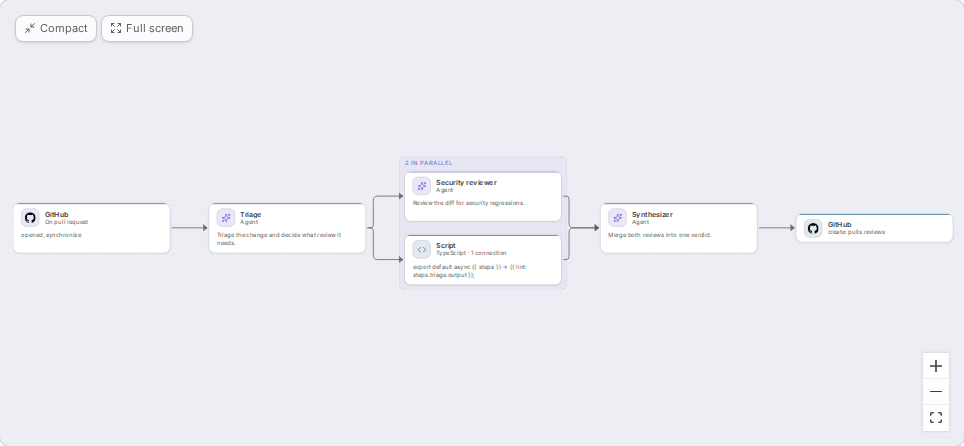 Compact
Full screen
2 IN PARALLEL
GitHub
On pull request
opened, synchronize
Triage
Agent
Triage the change and decide what review it
needs.
Security reviewer
Agent
Review the diff for security regressions.
Script
TypeScript · 1 connection
export default async ({ steps }) => ({ lint:
steps.triage.output });
Synthesizer
Agent
Merge both reviews into one verdict.
GitHub
create: pulls.reviews